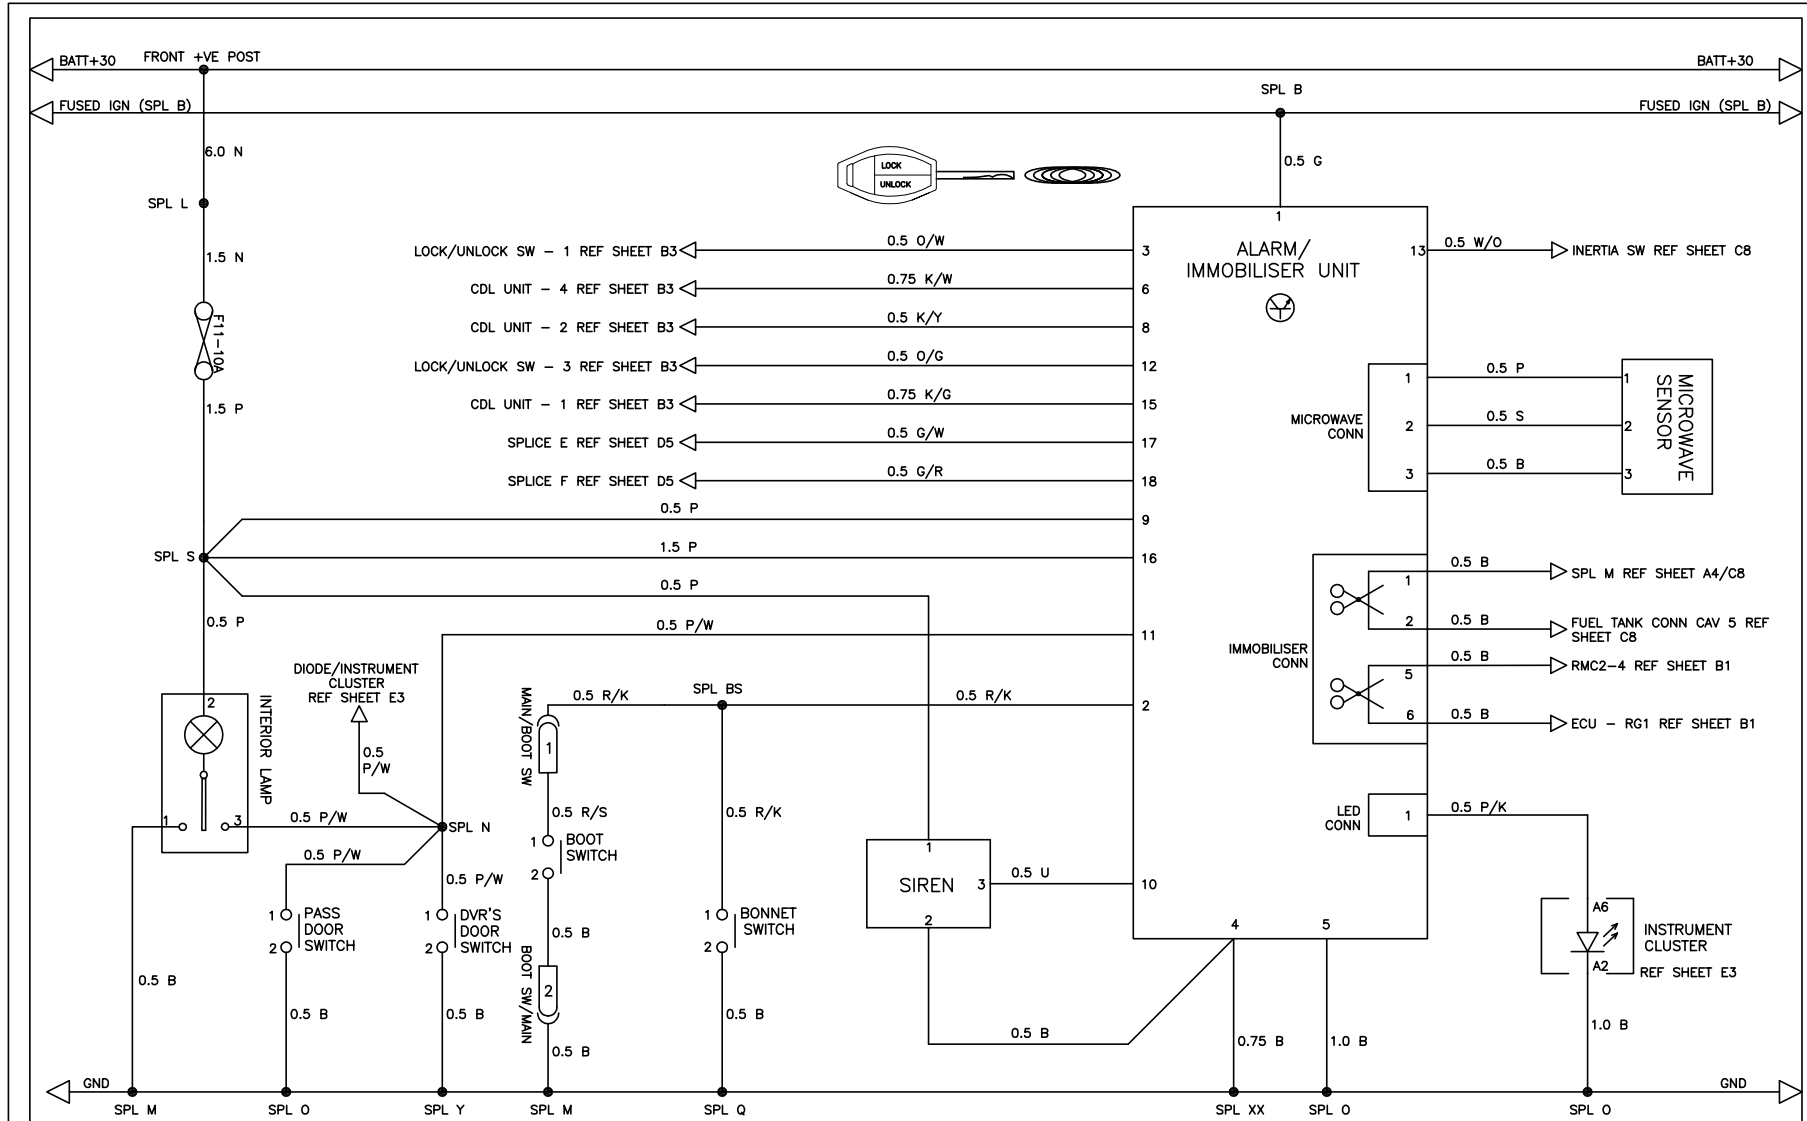 BATT+30
FRONT +VE POST
BATT+30
SPL B
FUSED IGN (SPL B)
FUSED IGN (SPL B)
6.0 N
0.5 G
LOCK
UNLOCK
SPL L
1
1.5 N
LOCK/UNLOCK SW - 1 REF SHEET B3
0.5 O/W
3
ALARM/
IMMOBILISER UNIT
13
0.5 W/O
INERTIA SW REF SHEET C8
CDL UNIT - 4 REF SHEET B3
0.75 K/W
6
F11-10A
CDL UNIT - 2 REF SHEET B3
0.5 K/Y
8
LOCK/UNLOCK SW - 3 REF SHEET B3
0.5 O/G
12
1.5 P
CDL UNIT - 1 REF SHEET B3
0.75 K/G
15
SPLICE E REF SHEET D5
0.5 G/W
17
SPLICE F REF SHEET D5
0.5 G/R
18
MICROWAVE
CONN
1
0.5 P
1
2
0.5 S
2
3
0.5 B
3
MICROWAVE
SENSOR
0.5 P
9
SPL S
1.5 P
16
0.5 P
0.5 P
0.5 P/W
11
IMMOBILISER
CONN
1
0.5 B
SPL M REF SHEET A4/C8
2
0.5 B
FUEL TANK CONN CAV 5 REF
SHEET C8
5
0.5 B
RMC2-4 REF SHEET B1
6
0.5 B
ECU - RG1 REF SHEET B1
DIODE/INSTRUMENT
CLUSTER
REF SHEET E3
0.5
P/W
2
INTERIOR LAMP
1
3
0.5 P/W
SPL N
MAIN/BOOT SW
0.5 R/K
SPL BS
0.5 R/K
2
1
0.5 R/S
0.5 R/K
1
BOOT
SWITCH
2
LED
CONN
1
0.5 P/K
0.5 P/W
0.5 P/W
1
SIREN
3
0.5 U
10
2
1
PASS
DOOR
SWITCH
2
1
DVR'S
DOOR
SWITCH
2
0.5 B
1
BONNET
SWITCH
2
4
5
A6
INSTRUMENT
CLUSTER
A2
REF SHEET E3
BOOT SW/MAIN
2
0.5 B
0.5 B
0.5 B
0.5 B
0.5 B
0.5 B
0.75 B
1.0 B
1.0 B
GND
GND
SPL M
SPL O
SPL Y
SPL M
SPL Q
SPL XX
SPL O
SPL O